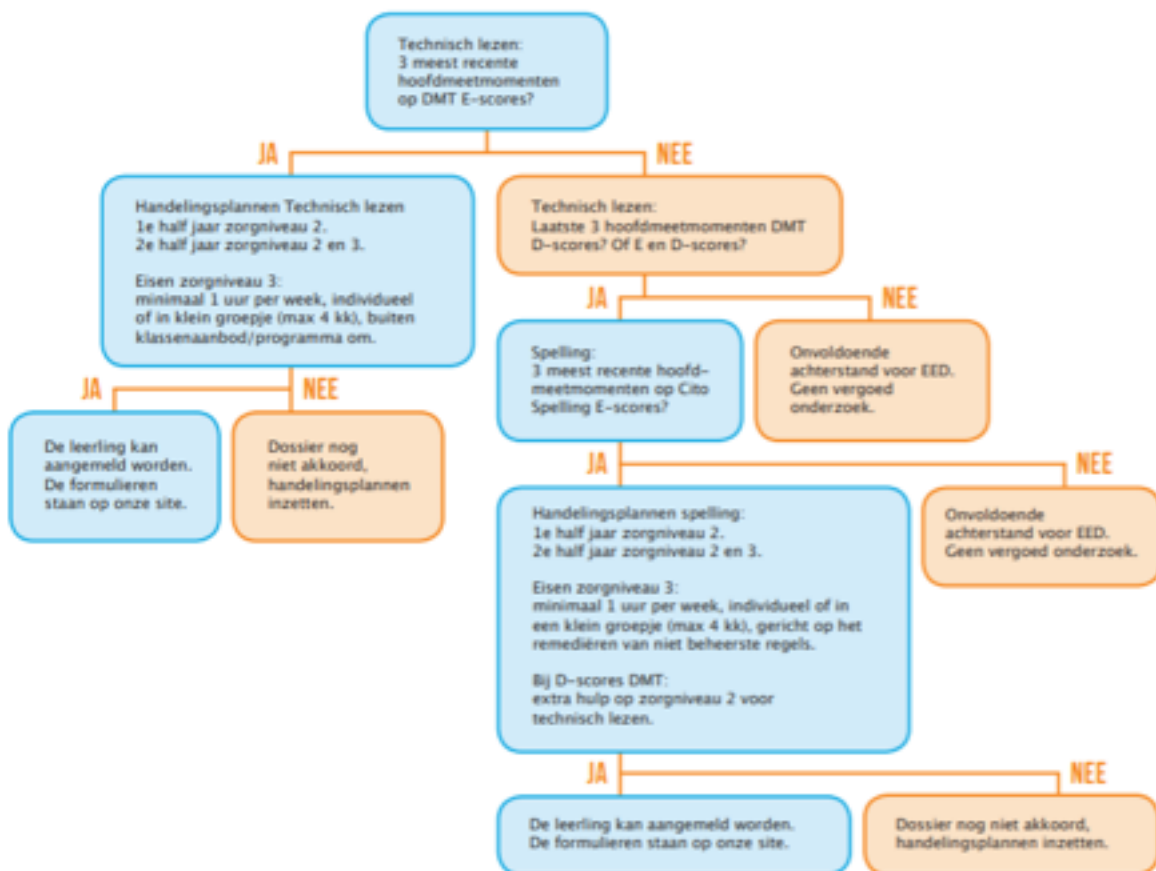 Technisch lezen:
3 meest recente
hoofdmeetmomenten
op DMT E-scores?
JA
NEE
Handelingsplannen Technisch lezen
1e half jaar zorgniveau 2.
2e half jaar zorgniveau 2 en 3.
Eisen zorgniveau 3:
minimaal 1 uur per week, individueel
of in klein groepje (max 4 kk), buiten
klassenaanbod/programma om.
Technisch lezen:
Laatste 3 hoofdmeetmomenten DMT
D-scores? Of E en D-scores?
JA
NEE
JA
NEE
De leerling kan
aangemeld worden.
De formulieren
staan op onze site.
Dossier nog
niet akkoord,
handelingsplannen
inzetten.
Spelling:
3 meest recente hoofd-
meetmomenten op Cito
Spelling E-scores?
Onvoldoende
achterstand voor EED.
Geen vergoed
onderzoek.
JA
NEE
Handelingsplannen spelling:
1e half jaar zorgniveau 2.
2e half jaar zorgniveau 2 en 3.
Eisen zorgniveau 3:
minimaal 1 uur per week, individueel of in
een klein groepje (max 4 kk), gericht op het
remediëren van niet beheerste regels.
Bij D-scores DMT:
extra hulp op zorgniveau 2 voor
technisch lezen.
Onvoldoende
achterstand voor EED.
Geen vergoed onderzoek.
JA
NEE
De leerling kan aangemeld worden.
De formulieren staan op onze site.
Dossier nog niet akkoord,
handelingsplannen inzetten.